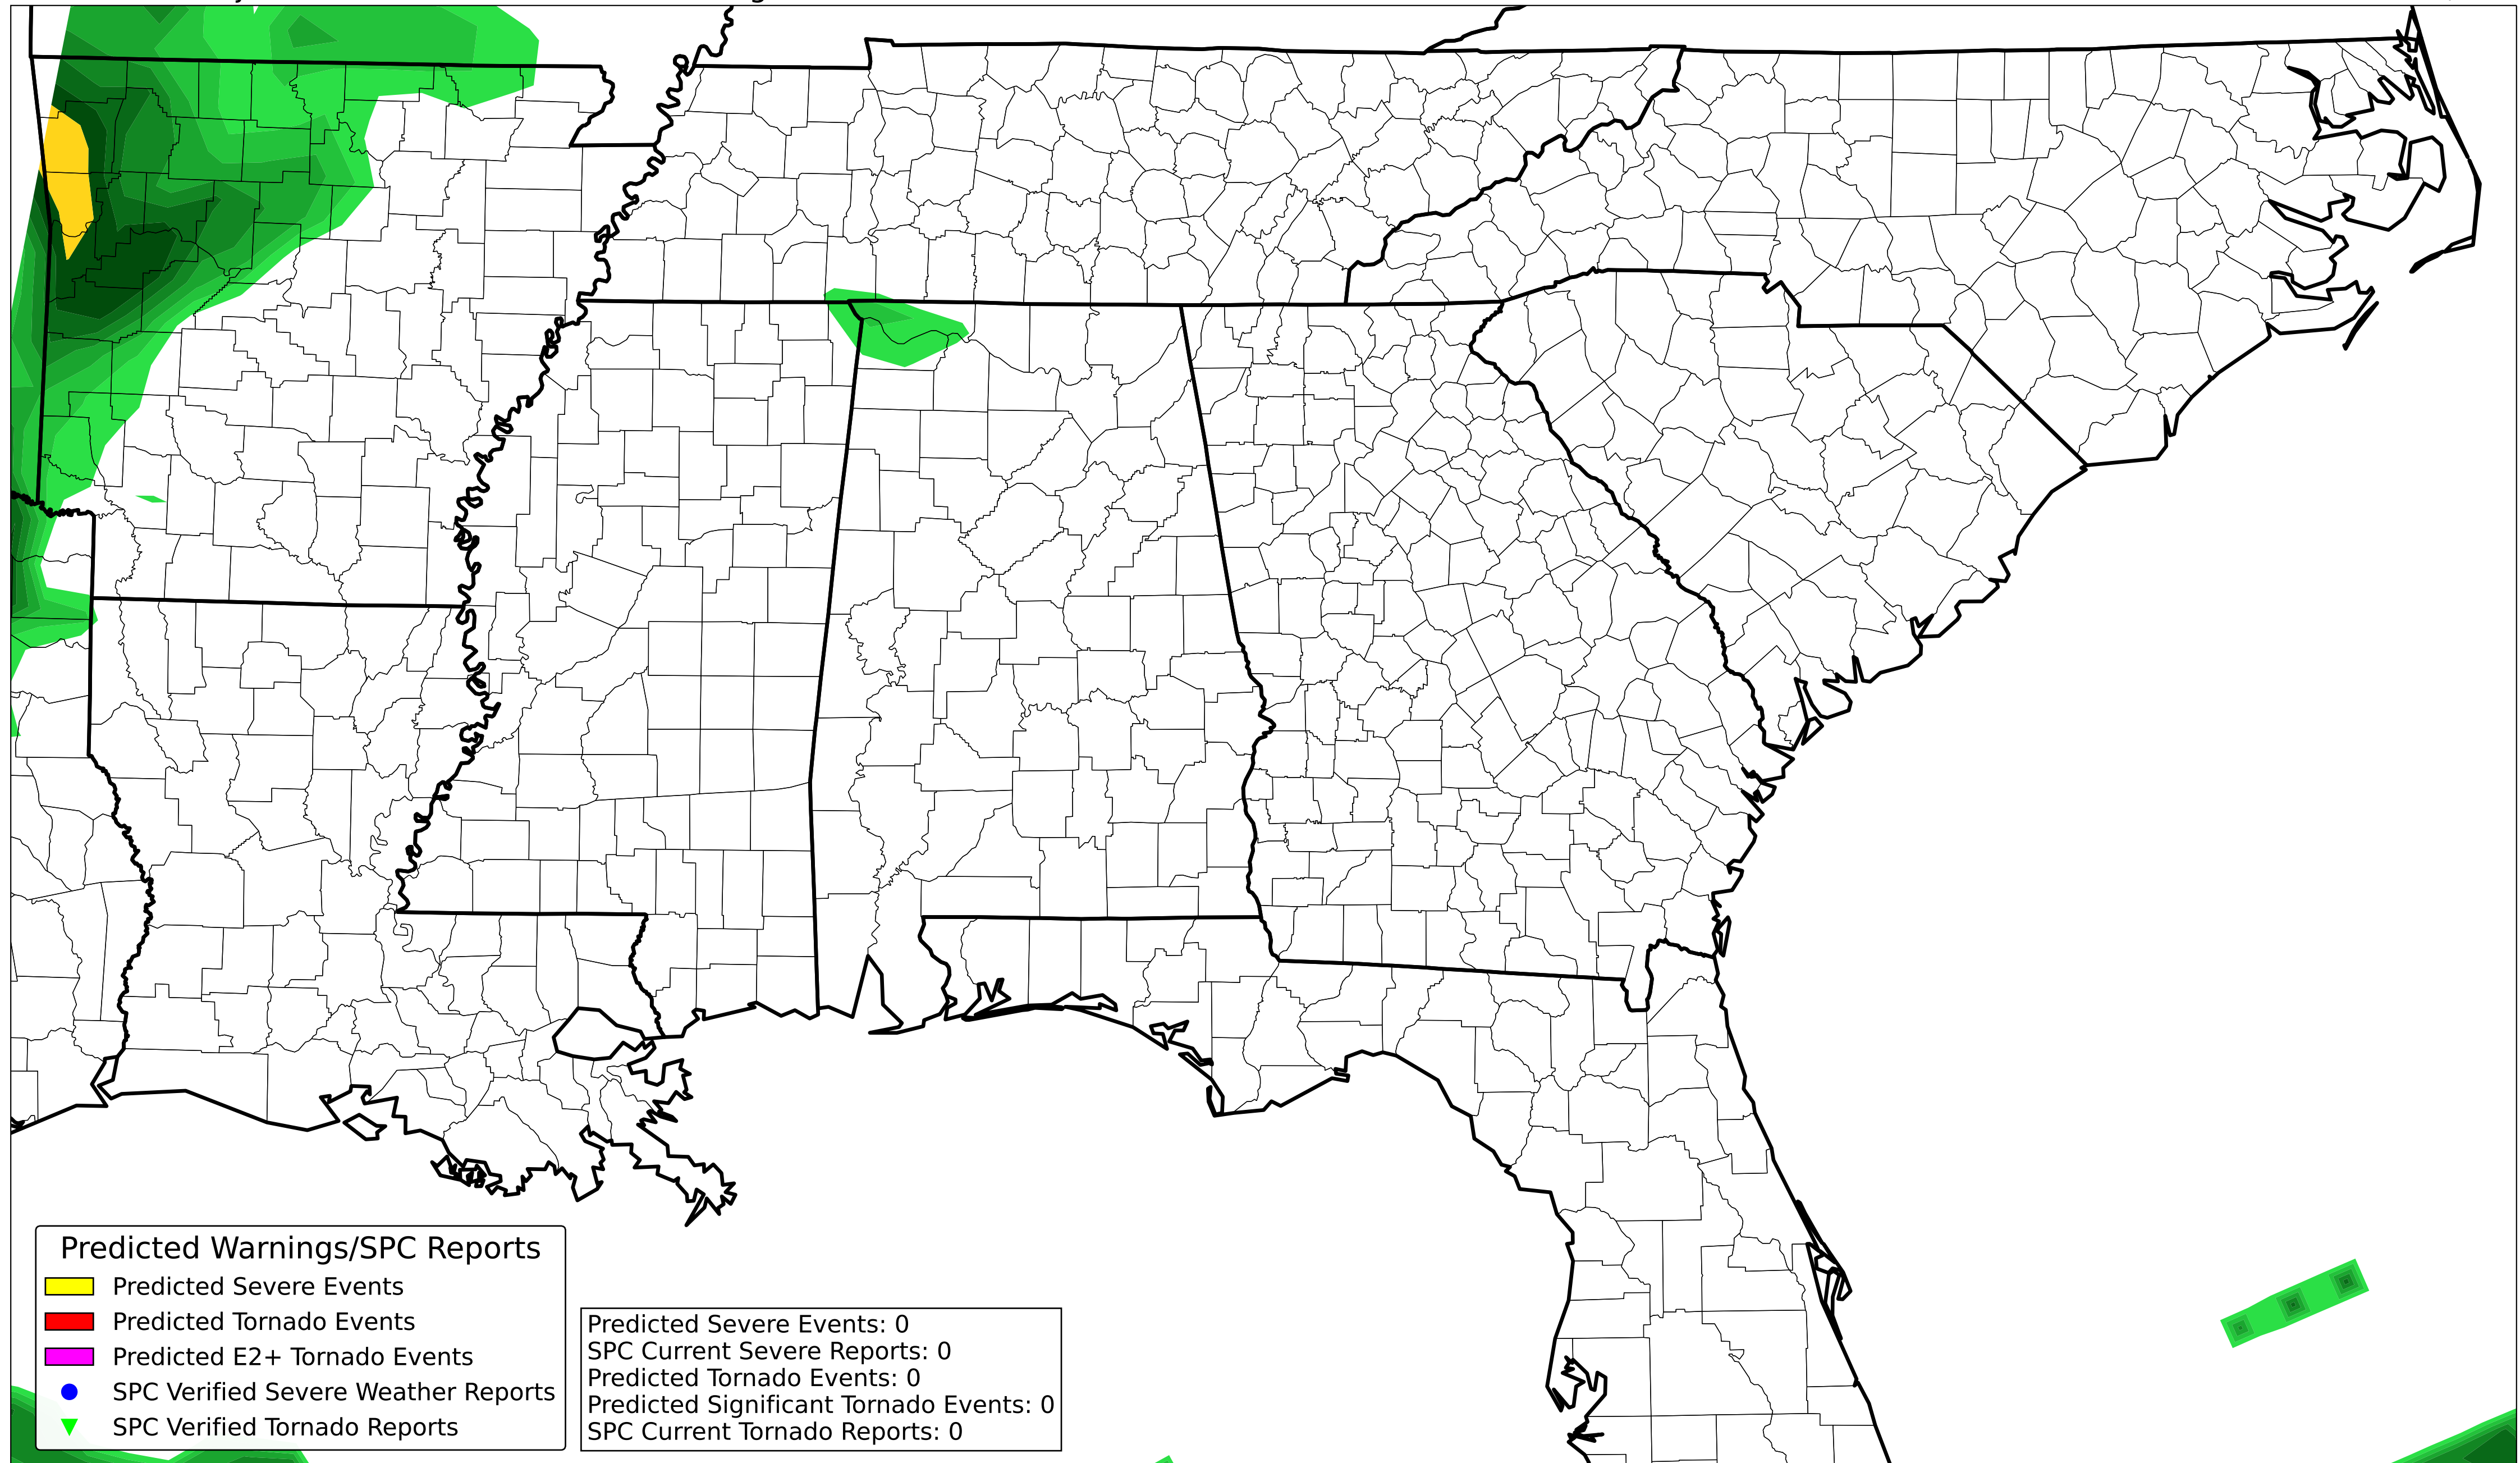 Predicted Warnings/SPC Reports
Predicted Severe Events
Predicted Tornado Events
Predicted E2+ Tornado Events
SPC Verified Severe Weather Reports
SPC Verified Tornado Reports
Predicted Severe Events: 0
SPC Current Severe Reports: 0
Predicted Tornado Events: 0
Predicted Significant Tornado Events: 0
SPC Current Tornado Reports: 0